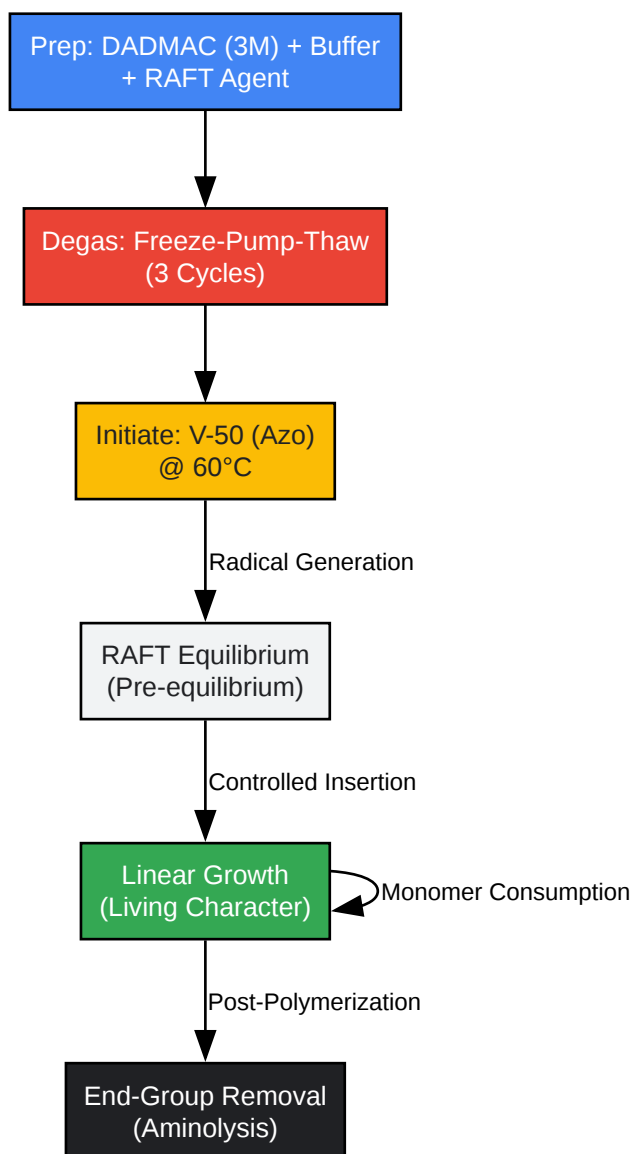 Prep: DADMAC (3M) + Buffer
+ RAFT Agent
Degas: Freeze-Pump-Thaw
(3 Cycles)
Initiate: V-50 (Azo)
@ 60°C
Radical Generation
RAFT Equilibrium
(Pre-equilibrium)
Controlled Insertion
Linear Growth
(Living Character)
Monomer Consumption
Post-Polymerization
End-Group Removal
(Aminolysis)